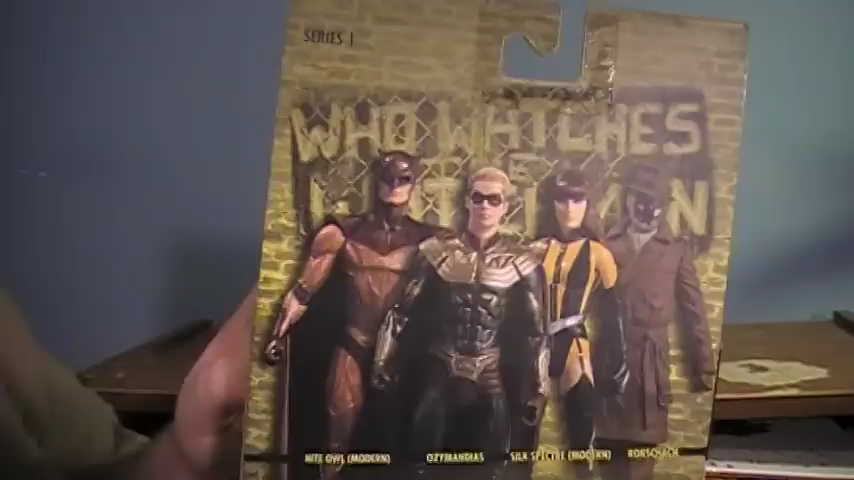 SERIES 1
WHO WATCHES
NITE OWL (MODERN) OZYMANDIAS SILK SPECTRE (MODERN) RORSCHACH